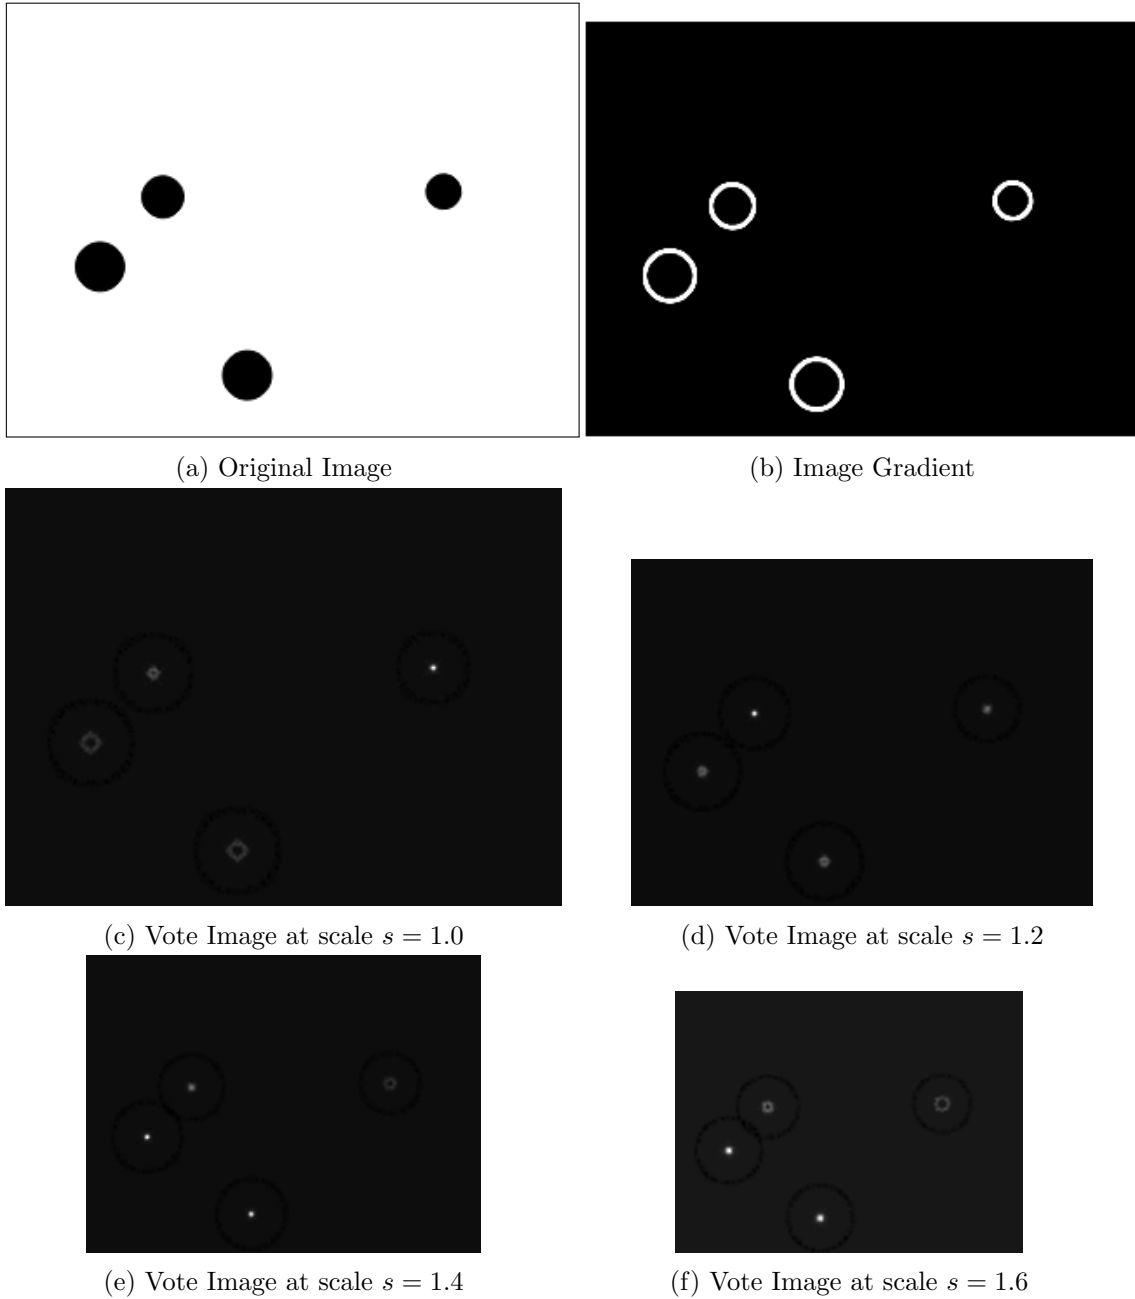 (a) Original Image
(b) Image Gradient
(c) Vote Image at scale s = 1.0
(d) Vote Image at scale s = 1.2
(e) Vote Image at scale s = 1.4
(f) Vote Image at scale s = 1.6